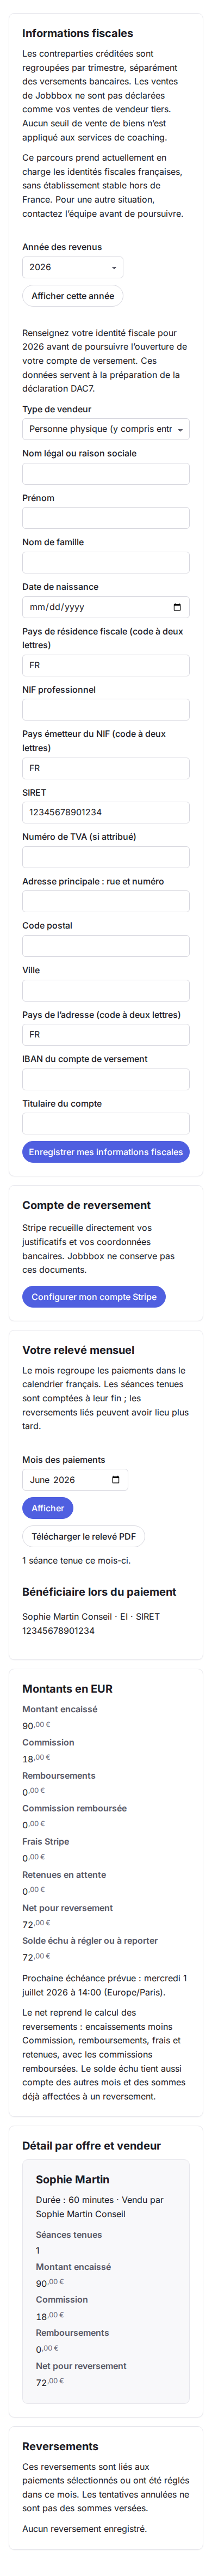 Informations fiscales
Les contreparties créditées sont
regroupées par trimestre, séparément
des versements bancaires. Les ventes
de Jobbbox ne sont pas déclarées
comme vos ventes de vendeur tiers.
Aucun seuil de vente de biens n'est
appliqué aux services de coaching.
Ce parcours prend actuellement en
charge les identités fiscales françaises,
sans établissement stable hors de
France. Pour une autre situation,
contactez l'équipe avant de poursuivre.
Année des revenus
2026
Afficher cette année
Renseignez votre identité fiscale pour
2026 avant de poursuivre l'ouverture de
votre compte de versement. Ces
données servent à la préparation de la
déclaration DAC7.
Type de vendeur
Personne physique (y compris entr
Nom légal ou raison sociale
Prénom
Nom de famille
Date de naissance
mm/dd/yyyy
Pays de résidence fiscale (code à deux
lettres)
FR
NIF professionnel
Pays émetteur du NIF (code à deux
lettres)
FR
SIRET
12345678901234
Numéro de TVA (si attribué)
Adresse principale : rue et numéro
Code postal
Ville
Pays de l'adresse (code à deux lettres)
FR
IBAN du compte de versement
Titulaire du compte
Enregistrer mes informations fiscales
Compte de reversement
Stripe recueille directement vos
justificatifs et vos coordonnées
bancaires. Jobbbox ne conserve pas
ces documents.
Configurer mon compte Stripe
Votre relevé mensuel
Le mois regroupe les paiements dans le
calendrier français. Les séances tenues
sont comptées à leur fin ; les
reversements liés peuvent avoir lieu plus
tard.
Mois des paiements
June 2026
Afficher
Télécharger le relevé PDF
1 séance tenue ce mois-ci.
Bénéficiaire lors du paiement
Sophie Martin Conseil · EI · SIRET
12345678901234
Montants en EUR
Montant encaissé
90,00 €
Commission
18,00 €
Remboursements
0,00 €
Commission remboursée
0,00 €
Frais Stripe
0,00 €
Retenues en attente
0,00 €
Net pour reversement
72,00 €
Solde échu à régler ou à reporter
72,00 €
Prochaine échéance prévue : mercredi 1
juillet 2026 à 14:00 (Europe/Paris).
Le net reprend le calcul des
reversements : encaissements moins
Commission, remboursements, frais et
retenues, avec les commissions
remboursées. Le solde échu tient aussi
compte des autres mois et des sommes
déjà affectées à un reversement.
Détail par offre et vendeur
Sophie Martin
Durée : 60 minutes · Vendu par
Sophie Martin Conseil
Séances tenues
1
Montant encaissé
90,00 €
Commission
18,00 €
Remboursements
0,00 €
Net pour reversement
72,00 €
Reversements
Ces reversements sont liés aux
paiements sélectionnés ou ont été réglés
dans ce mois. Les tentatives annulées ne
sont pas des sommes versées.
Aucun reversement enregistré.